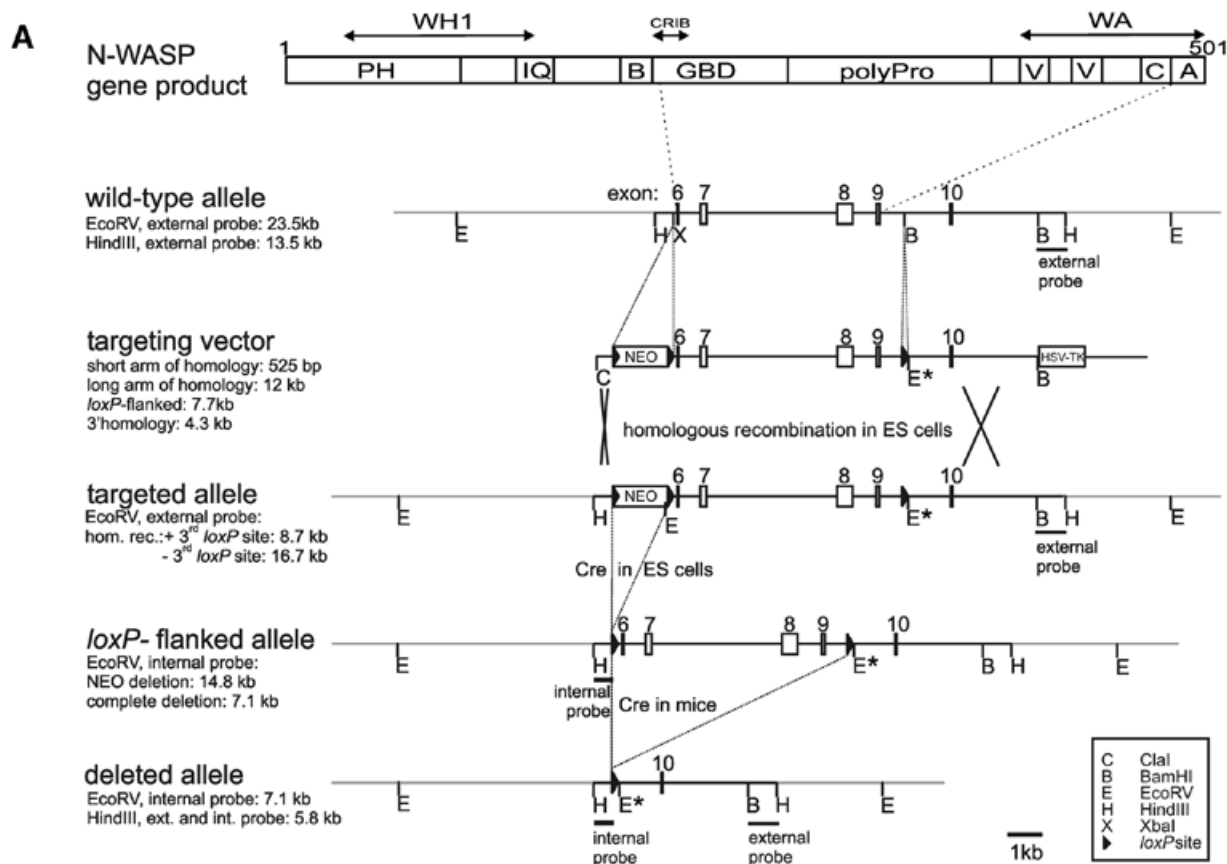 A
WH1
CRIB
WA
1
501
N-WASP
gene product
PH
IQ
B
GBD
polyPro
V
V
C
A
wild-type allele
EcoRV, external probe: 23.5kb
HindIII, external probe: 13.5 kb
exon:
6
7
8
9
10
E
H
X
B
B
H
E
external
probe
targeting vector
short arm of homology: 525 bp
long arm of homology: 12 kb
loxP-flanked: 7.7kb
3'homology: 4.3 kb
6
7
8
9
10
NEO
HSV-TK
C
E*
B
homologous recombination in ES cells
targeted allele
EcoRV, external probe:
hom. rec.:+ 3rd loxP site: 8.7 kb
- 3rd loxP site: 16.7 kb
6
7
8
9
10
NEO
E
H
E
E*
B
H
E
external
probe
Cre in ES cells
loxP- flanked allele
EcoRV, internal probe:
NEO deletion: 14.8 kb
complete deletion: 7.1 kb
6
7
8
9
10
E
H
E*
B
H
E
internal
probe
Cre in mice
deleted allele
EcoRV, internal probe: 7.1 kb
HindIII, ext. and int. probe: 5.8 kb
10
E
H
E*
B
H
E
internal
probe
external
probe
1kb
C ClaI
B BamHI
E EcoRV
H HindIII
X XbaI
loxP site